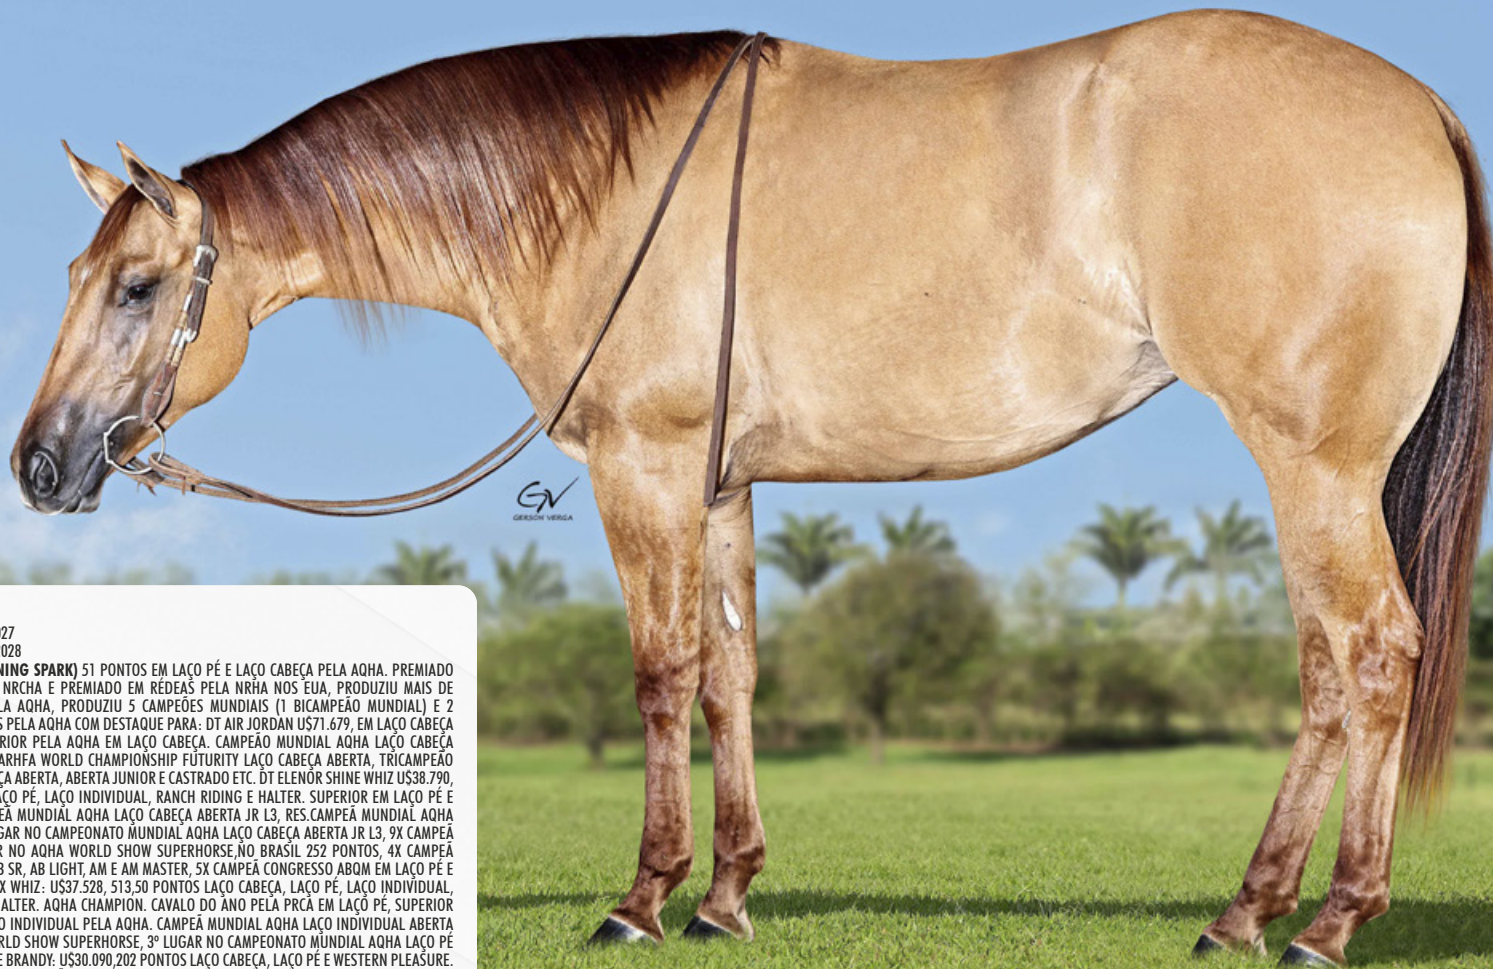 GV
GERSON VERGA
027
2028
NING SPARK) 51 PONTOS EM LAÇO PÉ E LAÇO CABEÇA PELA AQHA. PREMIADO
NRCHA E PREMIADO EM RÉDEAS PELA NRHA NOS EUA, PRODUZIU MAIS DE
LA AQHA, PRODUZIU 5 CAMPEÕES MUNDIAIS (1 BICAMPEÃO MUNDIAL) E 2
S PELA AQHA COM DESTAQUE PARA: DT AIR JORDAN U$71.679, EM LAÇO CABEÇA
RIOR PELA AQHA EM LAÇO CABEÇA. CAMPEÃO MUNDIAL AQHA LAÇO CABEÇA
ARHFA WORLD CHAMPIONSHIP FUTURITY LAÇO CABEÇA ABERTA, TRICAMPEÃO
ÇA ABERTA, ABERTA JUNIOR E CASTRADO ETC. DT ELENOR SHINE WHIZ U$38.790,
AÇO PÉ, LAÇO INDIVIDUAL, RANCH RIDING E HALTER. SUPERIOR EM LAÇO PÉ E
EÃ MUNDIAL AQHA LAÇO CABEÇA ABERTA JR L3, RES.CAMPEÃ MUNDIAL AQHA
GAR NO CAMPEONATO MUNDIAL AQHA LAÇO CABEÇA ABERTA JR L3, 9X CAMPEÃ
R NO AQHA WORLD SHOW SUPERHORSE,NO BRASIL 252 PONTOS, 4X CAMPEÃ
B SR, AB LIGHT, AM E AM MASTER, 5X CAMPEÃ CONGRESSO ABQM EM LAÇO PÉ E
X WHIZ: U$37.528, 513,50 PONTOS LAÇO CABEÇA, LAÇO PÉ, LAÇO INDIVIDUAL,
ALTER. AQHA CHAMPION. CAVALO DO ANO PELA PRCA EM LAÇO PÉ, SUPERIOR
O INDIVIDUAL PELA AQHA. CAMPEÃ MUNDIAL AQHA LAÇO INDIVIDUAL ABERTA
RLD SHOW SUPERHORSE, 3º LUGAR NO CAMPEONATO MUNDIAL AQHA LAÇO PÉ
E BRANDY: U$30.090,202 PONTOS LAÇO CABEÇA, LAÇO PÉ E WESTERN PLEASURE.